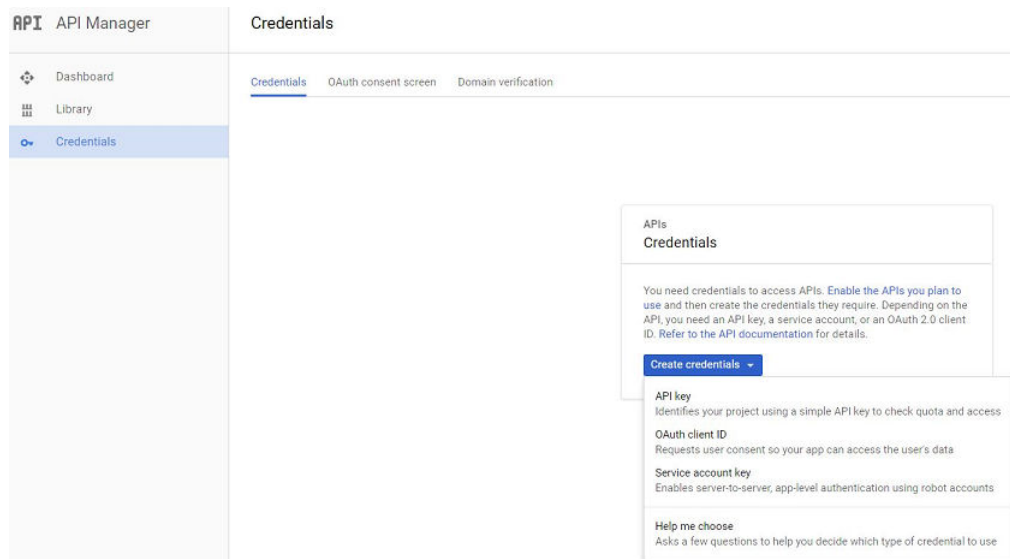 API API Manager
Credentials
Dashboard
Library
Credentials
Credentials OAuth consent screen Domain verification
APIs
Credentials
You need credentials to access APIs. Enable the APIs you plan to
use and then create the credentials they require. Depending on the
API, you need an API key, a service account, or an OAuth 2.0 client
ID. Refer to the API documentation for details.
Create credentials
API key
Identifies your project using a simple API key to check quota and access
OAuth client ID
Requests user consent so your app can access the user's data
Service account key
Enables server-to-server, app-level authentication using robot accounts
Help me choose
Asks a few questions to help you decide which type of credential to use